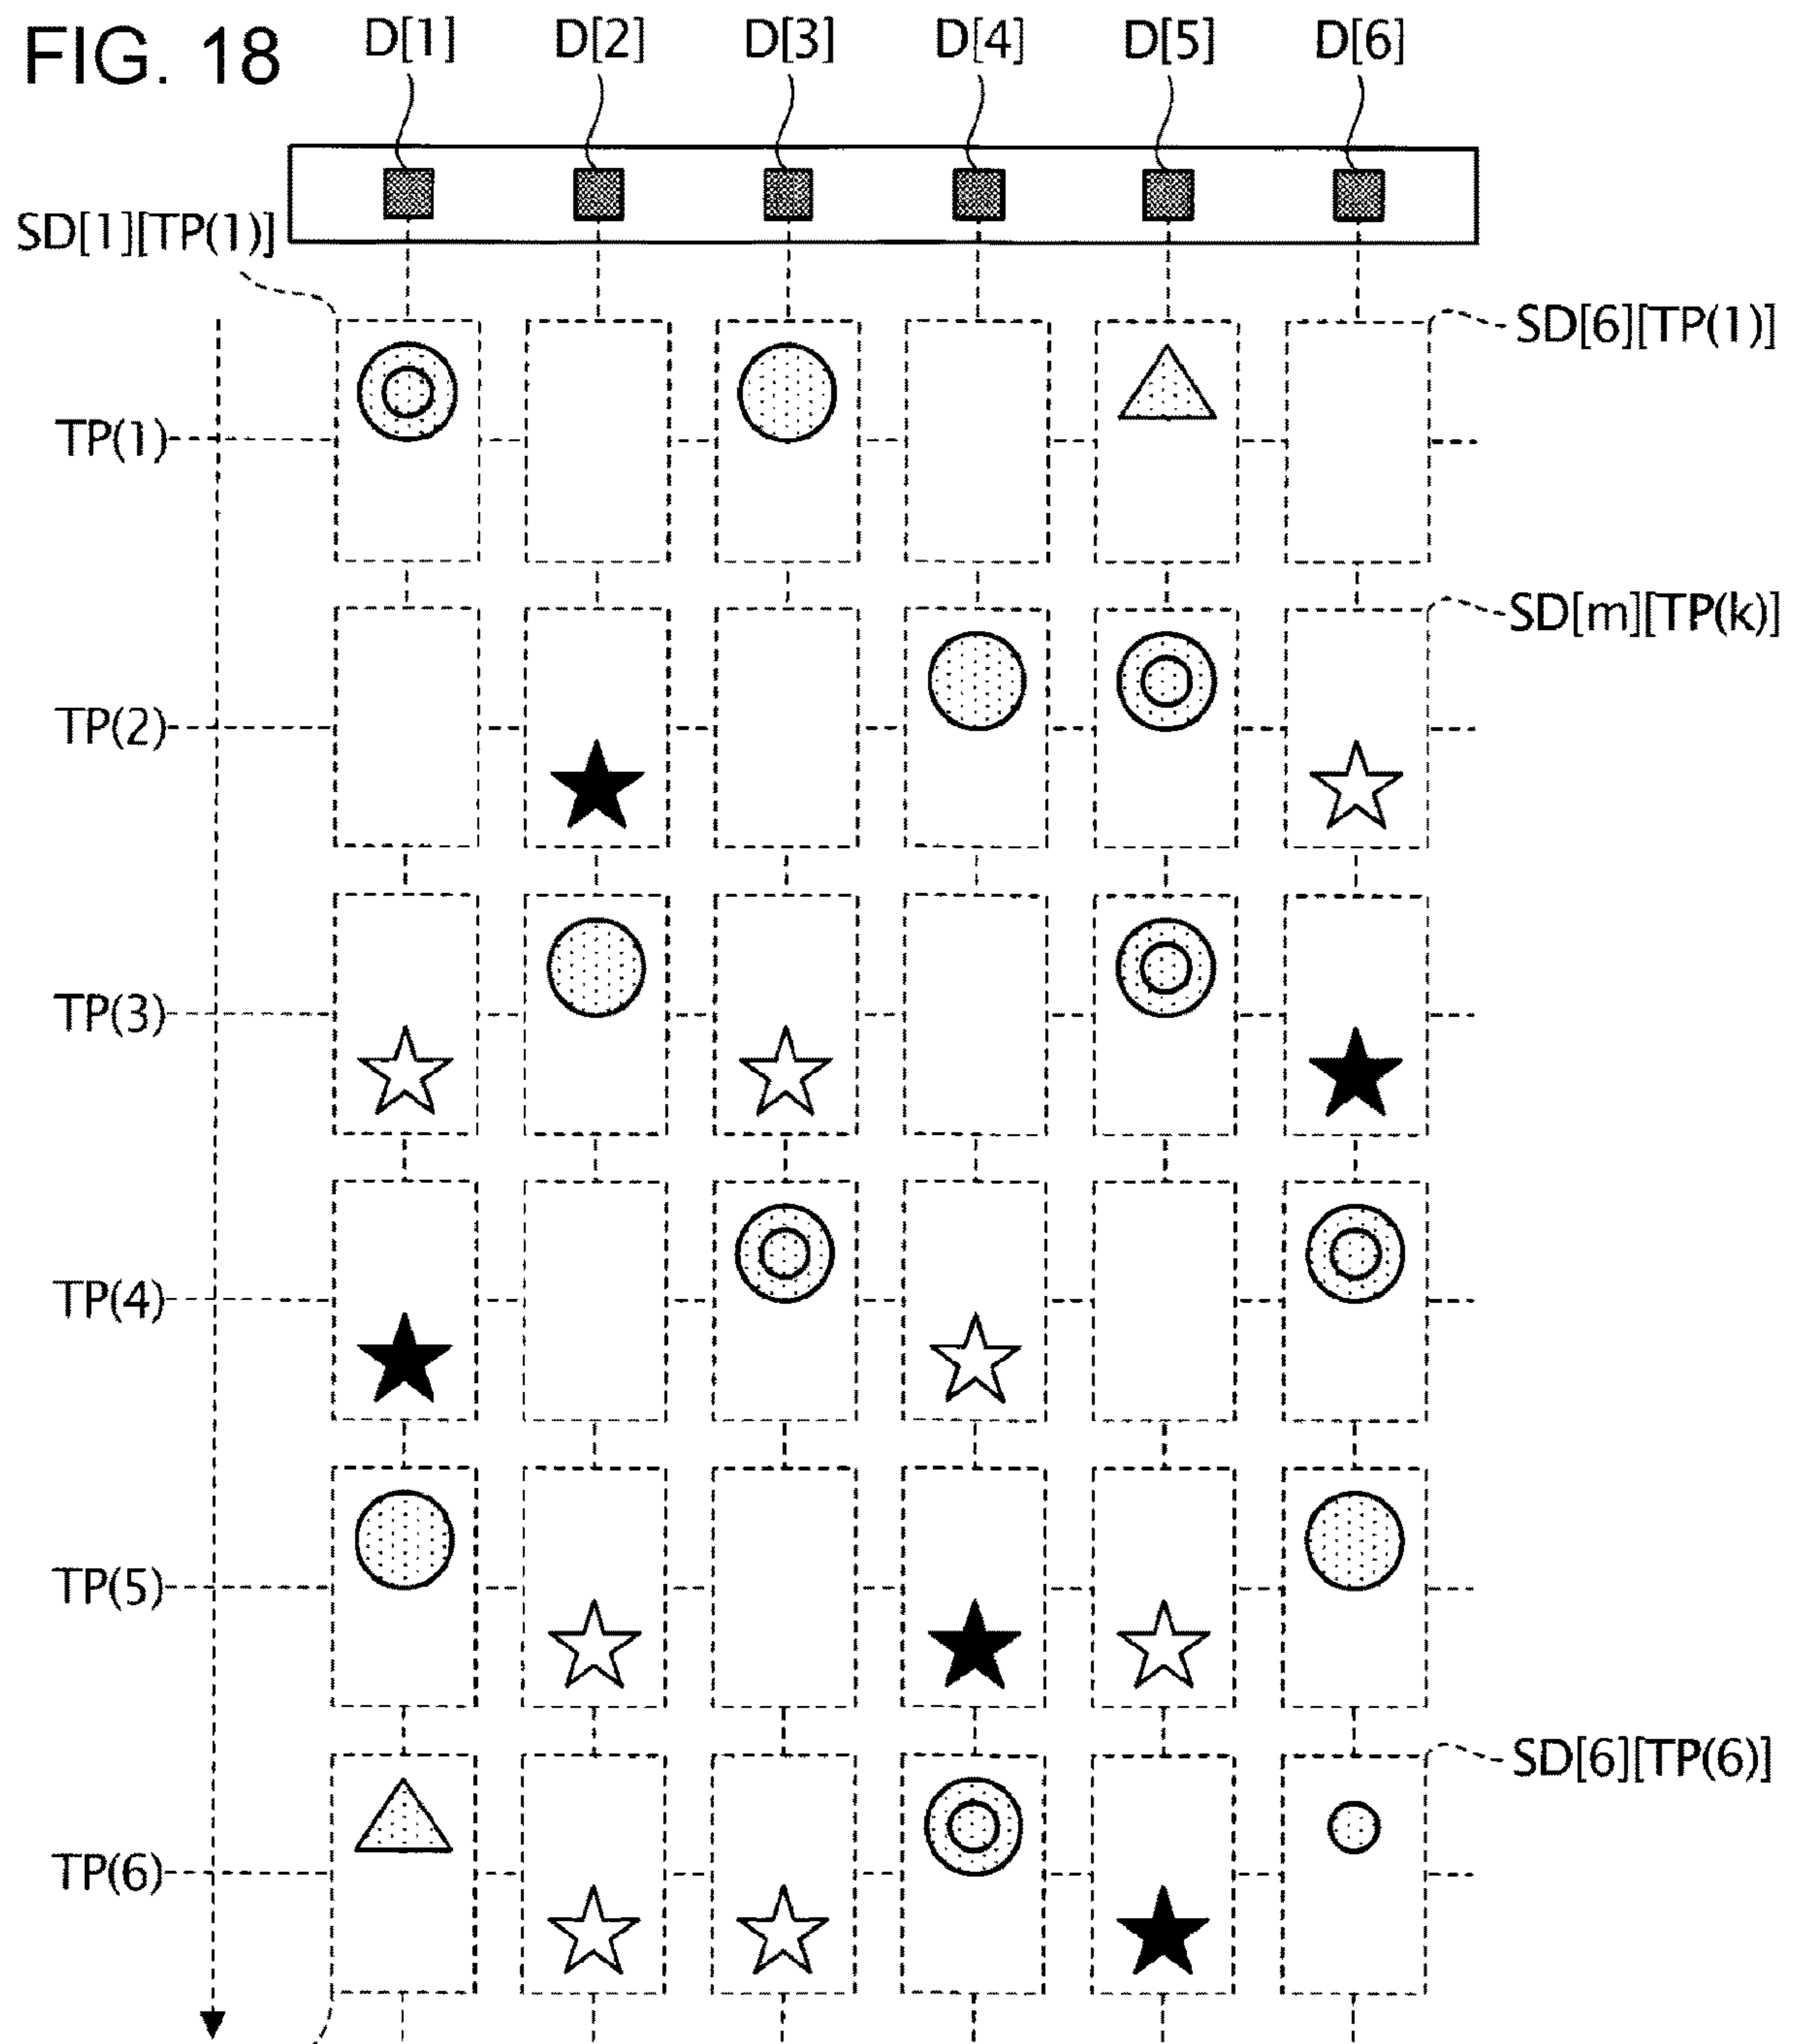 FIG. 18
D[1] D[2] D[3] D[4] D[5] D[6]
SD[1][TP(1)]
SD[6][TP(1)]
TP(1)
SD[m][TP(k)]
TP(2)
TP(3)
TP(4)
TP(5)
SD[6][TP(6)]
TP(6)